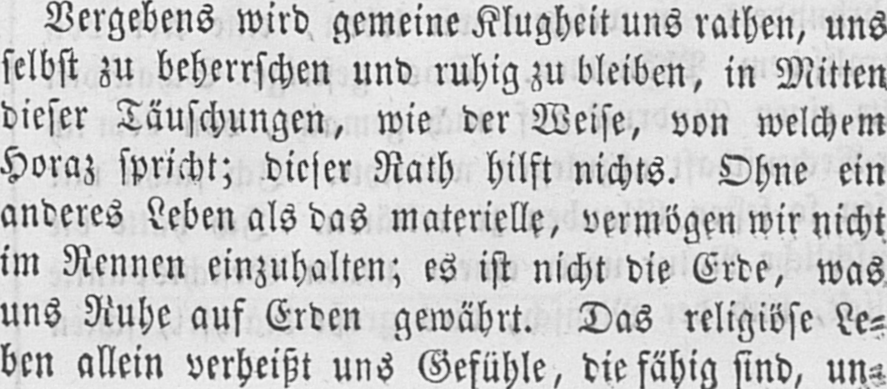 Vergebens wird gemeine Klugheit uns rathen, uns
selbst zu beherrschen und ruhig zu bleiben, in Mitten
dieser Täuschungen, wie der Weise, von welchem
Horaz spricht; dieser Rath hilft nichts. Ohne ein
anderes Leben als das materielle, vermögen wir nicht
im Rennen einzuhalten; es ist nicht die Erde, was
uns Ruhe auf Erden gewährt. Das religiöse Le-
ben allein verheißt uns Gefühle, die fähig sind, un-